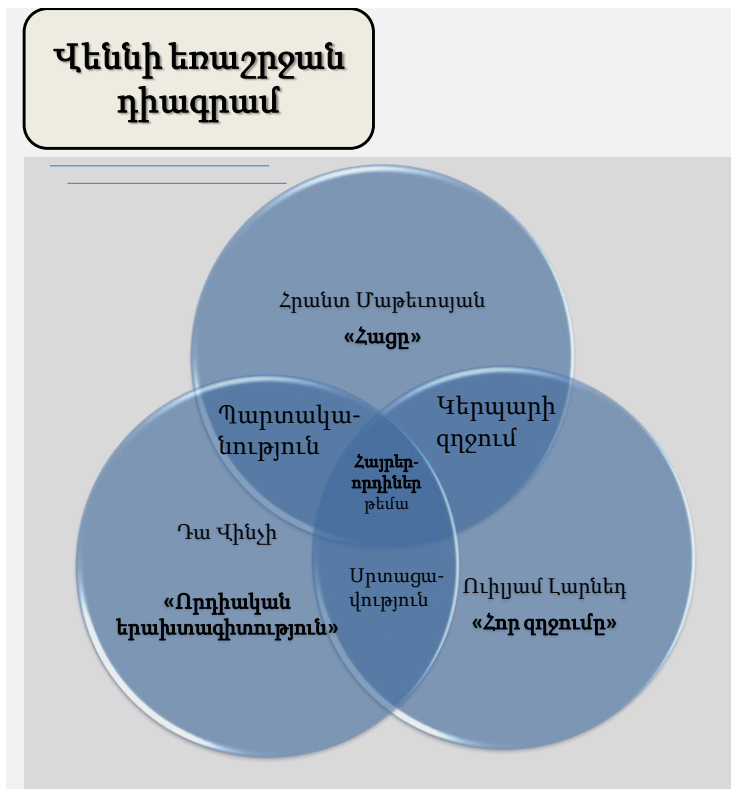 Վեննի եռաշրջան
դիագրամ
Հրանտ Մաթեւոսյան
«Հացը»
Պարտակա-
նություն
Կերպարի
զղջում
Հայրեր-
որդիներ
թեմա
Դա Վինչի
«Որդիական
երախտագիտություն»
Սրտացա-
վություն
Ուիլյամ Լարնեդ
«Հոր զղջումը»